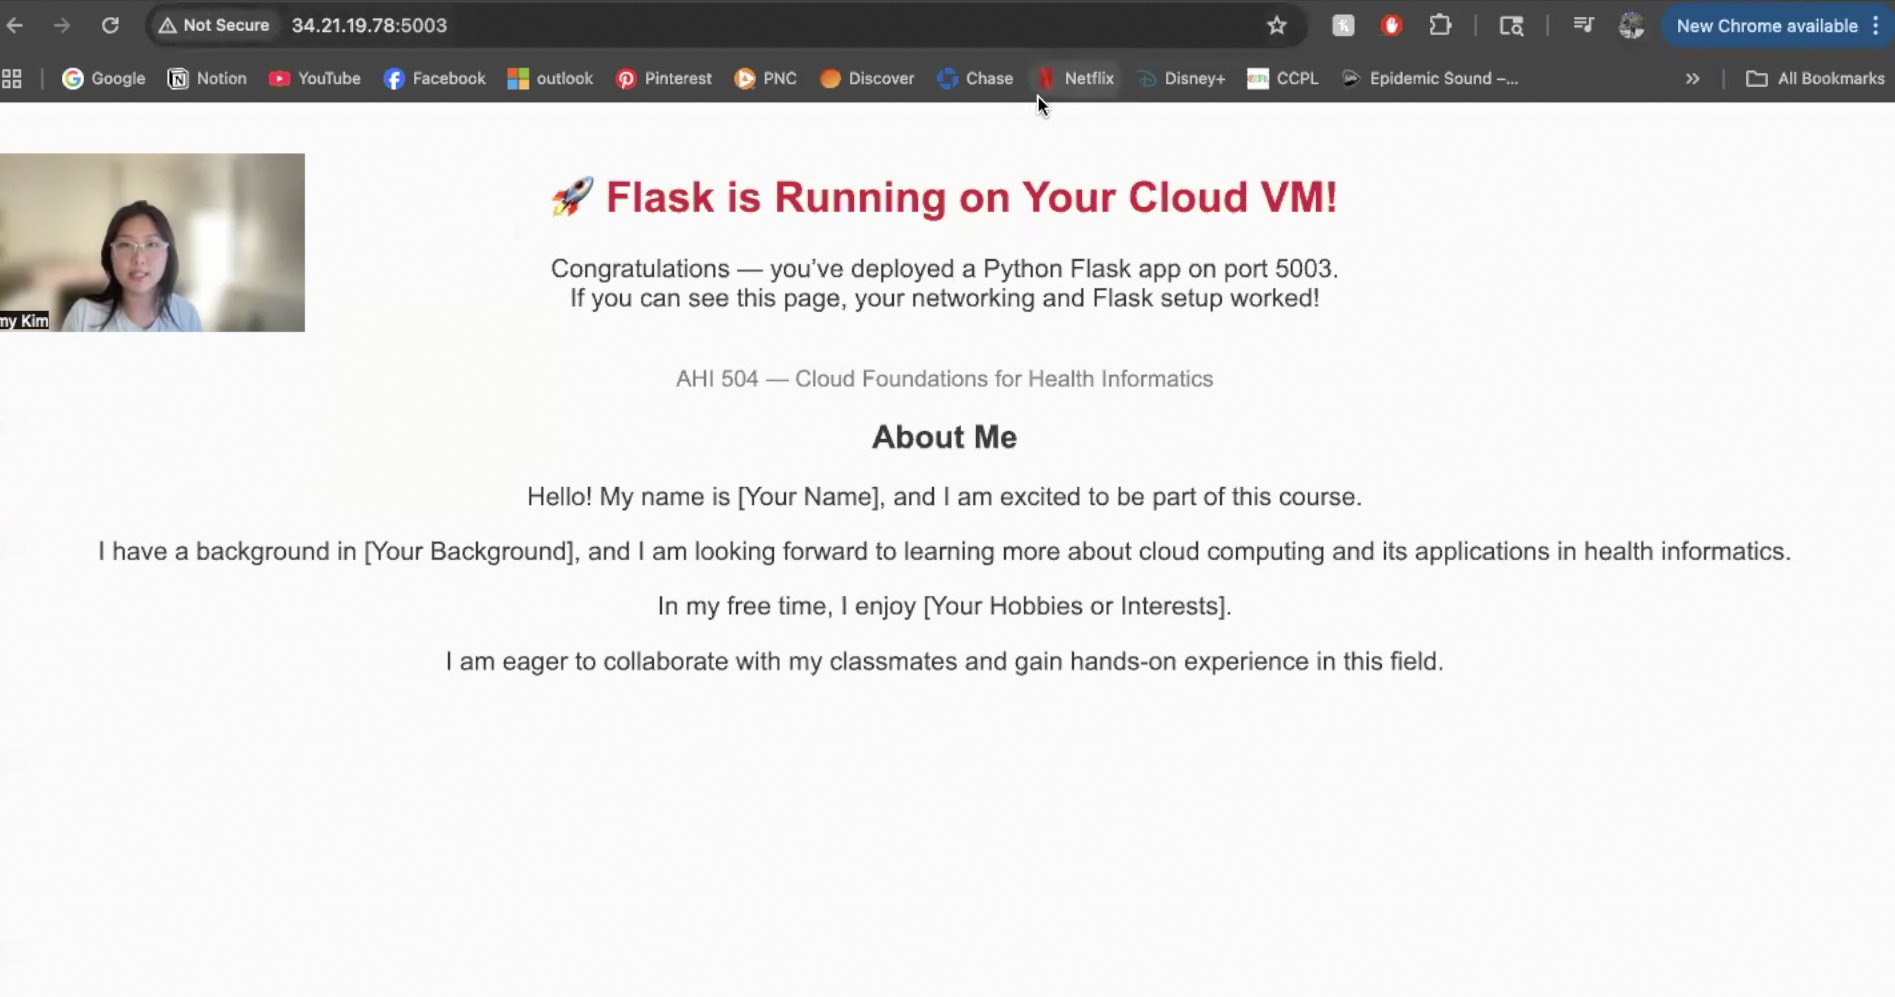 Not Secure 34.21.19.78:5003 New Chrome available
Google Notion YouTube Facebook outlook Pinterest PNC Discover Chase Netflix Disney+ CCPL Epidemic Sound –... » All Bookmarks
🚀 Flask is Running on Your Cloud VM!
Congratulations — you’ve deployed a Python Flask app on port 5003.
If you can see this page, your networking and Flask setup worked!
my Kim
AHI 504 — Cloud Foundations for Health Informatics
About Me
Hello! My name is [Your Name], and I am excited to be part of this course.
I have a background in [Your Background], and I am looking forward to learning more about cloud computing and its applications in health informatics.
In my free time, I enjoy [Your Hobbies or Interests].
I am eager to collaborate with my classmates and gain hands-on experience in this field.